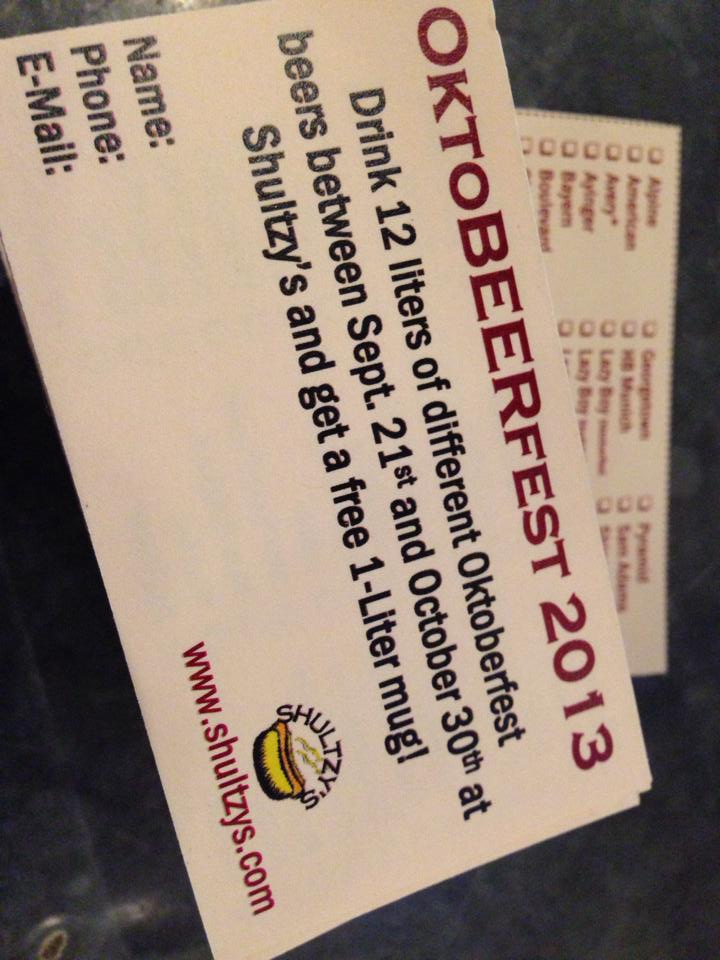 OKTOBEERFEST 2013
Drink 12 liters of different Oktoberfest
beers between Sept. 21st and October 30th at
Shultzy's and get a free 1-Liter mug!
Name:
Phone:
E-Mail:
SHULTZY'S
www.shultzys.com
Alpine
American
Avery*
Ayinger
Bayern
Boulevard
Georgetown
HB Munich
Lazy Boy
Lazy Boy
Pyramid
Sam Adams